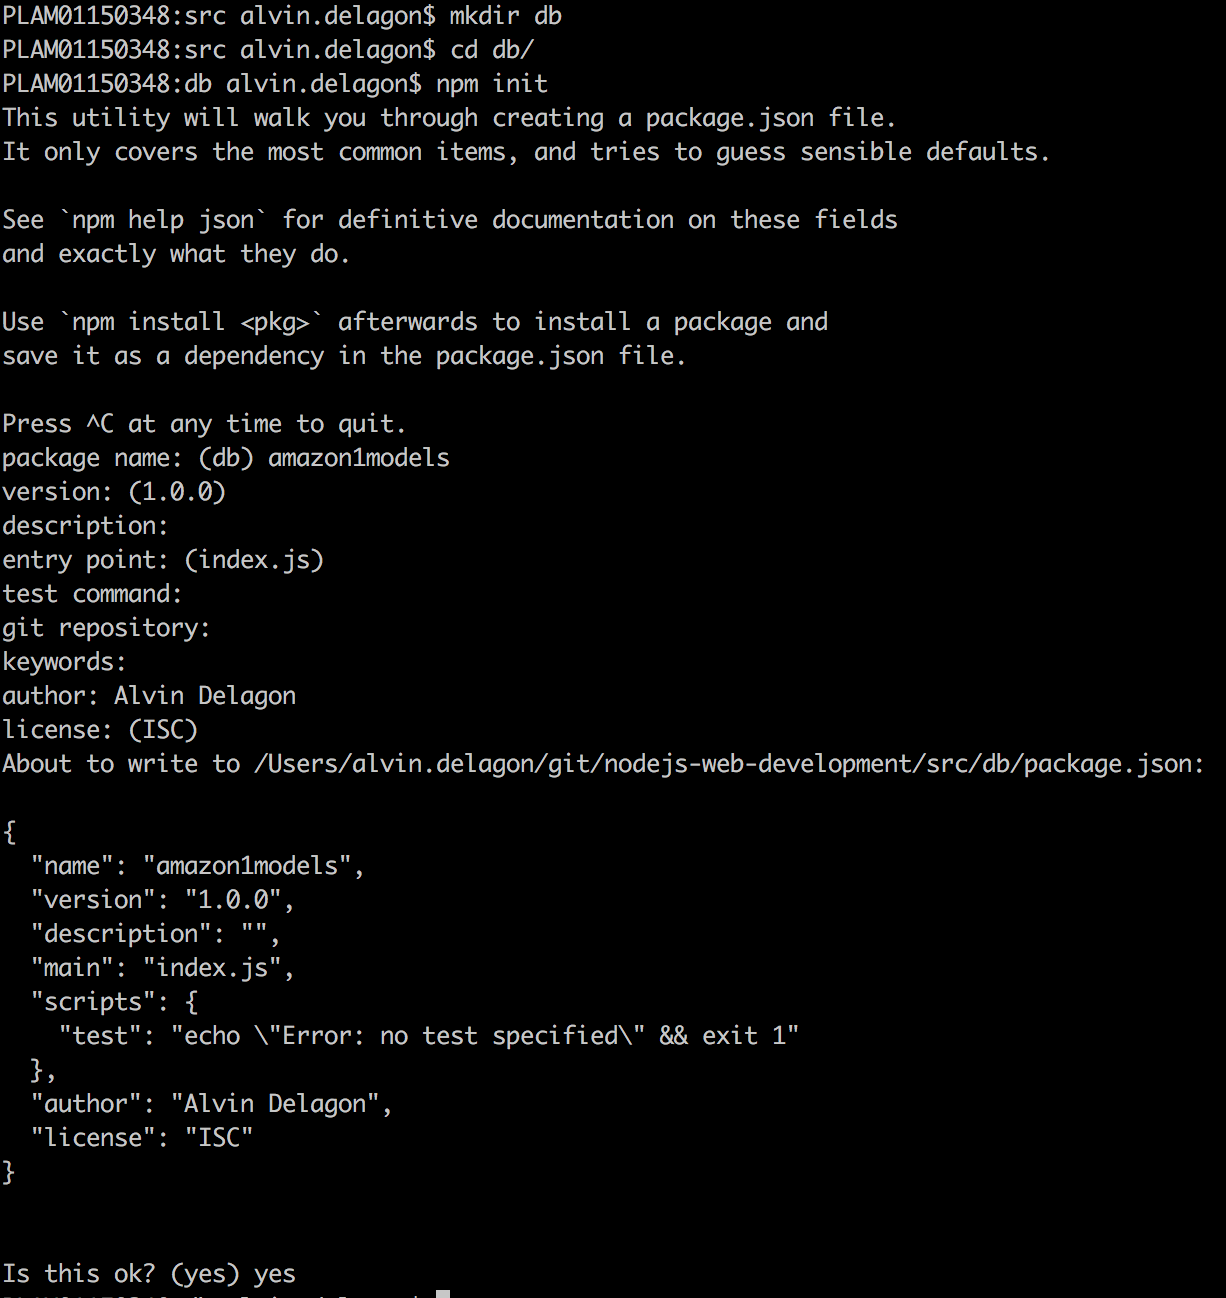 PLAM01150348:src alvin.delagon$ mkdir db
PLAM01150348:src alvin.delagon$ cd db/
PLAM01150348:db alvin.delagon$ npm init
This utility will walk you through creating a package.json file.
It only covers the most common items, and tries to guess sensible defaults.
See `npm help json` for definitive documentation on these fields
and exactly what they do.
Use `npm install <pkg>` afterwards to install a package and
save it as a dependency in the package.json file.
Press ^C at any time to quit.
package name: (db) amazon1models
version: (1.0.0)
description:
entry point: (index.js)
test command:
git repository:
keywords:
author: Alvin Delagon
license: (ISC)
About to write to /Users/alvin.delagon/git/nodejs-web-development/src/db/package.json:
{
  "name": "amazon1models",
  "version": "1.0.0",
  "description": "",
  "main": "index.js",
  "scripts": {
    "test": "echo \"Error: no test specified\" && exit 1"
  },
  "author": "Alvin Delagon",
  "license": "ISC"
}
Is this ok? (yes) yes